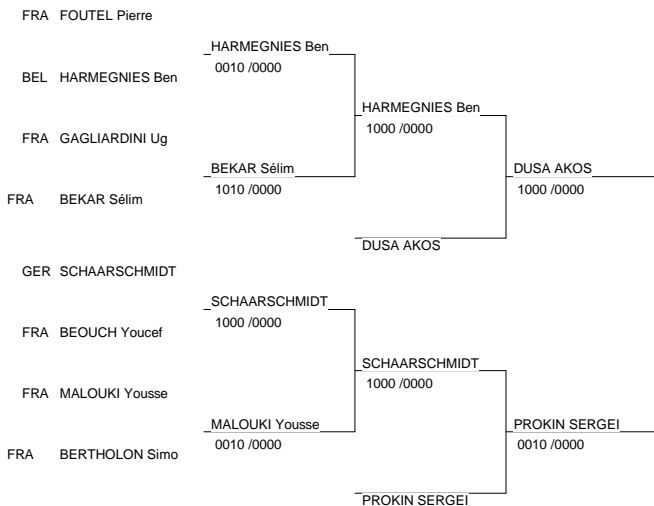 FRA FOUTEL Pierre
HARMEGNIES Ben
0010 /0000
BEL HARMEGNIES Ben
HARMEGNIES Ben
1000 /0000
FRA GAGLIARDINI Ug
BEKAR Sélim
1010 /0000
DUSA AKOS
1000 /0000
FRA BEKAR Sélim
DUSA AKOS
GER SCHAARSCHMIDT
SCHAARSCHMIDT
1000 /0000
FRA BEOUCH Youcef
SCHAARSCHMIDT
1000 /0000
FRA MALOUKI Yousse
MALOUKI Yousse
0010 /0000
PROKIN SERGEI
0010 /0000
FRA BERTHOLON Simo
PROKIN SERGEI